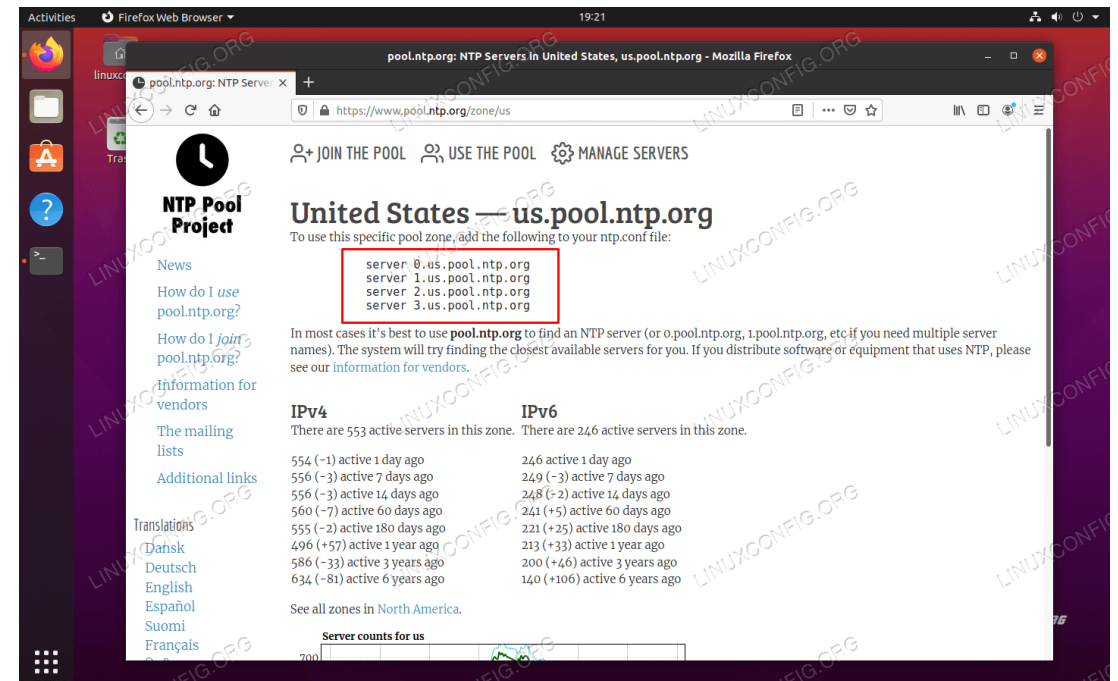 Activities
Firefox Web Browser
19:21
linuxco
pool.ntp.org: NTP Servers in United States, us.pool.ntp.org - Mozilla Firefox
pool.ntp.org: NTP Server
https://www.pool.ntp.org/zone/us
Tras
NTP Pool
Project
News
How do I use
pool.ntp.org?
How do I join
pool.ntp.org?
Information for
vendors
The mailing
lists
Additional links
Translations
Dansk
Deutsch
English
Español
Suomi
Français
JOIN THE POOL USE THE POOL MANAGE SERVERS
United States — us.pool.ntp.org
To use this specific pool zone, add the following to your ntp.conf file:
server 0.us.pool.ntp.org
server 1.us.pool.ntp.org
server 2.us.pool.ntp.org
server 3.us.pool.ntp.org
In most cases it's best to use pool.ntp.org to find an NTP server (or 0.pool.ntp.org, 1.pool.ntp.org, etc if you need multiple server
names). The system will try finding the closest available servers for you. If you distribute software or equipment that uses NTP, please
see our information for vendors.
IPv4
There are 553 active servers in this zone.
554 (-1) active 1 day ago
556 (-3) active 7 days ago
556 (-3) active 14 days ago
560 (-7) active 60 days ago
555 (-2) active 180 days ago
496 (+57) active 1 year ago
586 (-33) active 3 years ago
634 (-81) active 6 years ago
IPv6
There are 246 active servers in this zone.
246 active 1 day ago
249 (-3) active 7 days ago
248 (-2) active 14 days ago
241 (+5) active 60 days ago
221 (+25) active 180 days ago
213 (+33) active 1 year ago
200 (+46) active 3 years ago
140 (+106) active 6 years ago
See all zones in North America.
Server counts for us
700
LINUXCONFIG.ORG